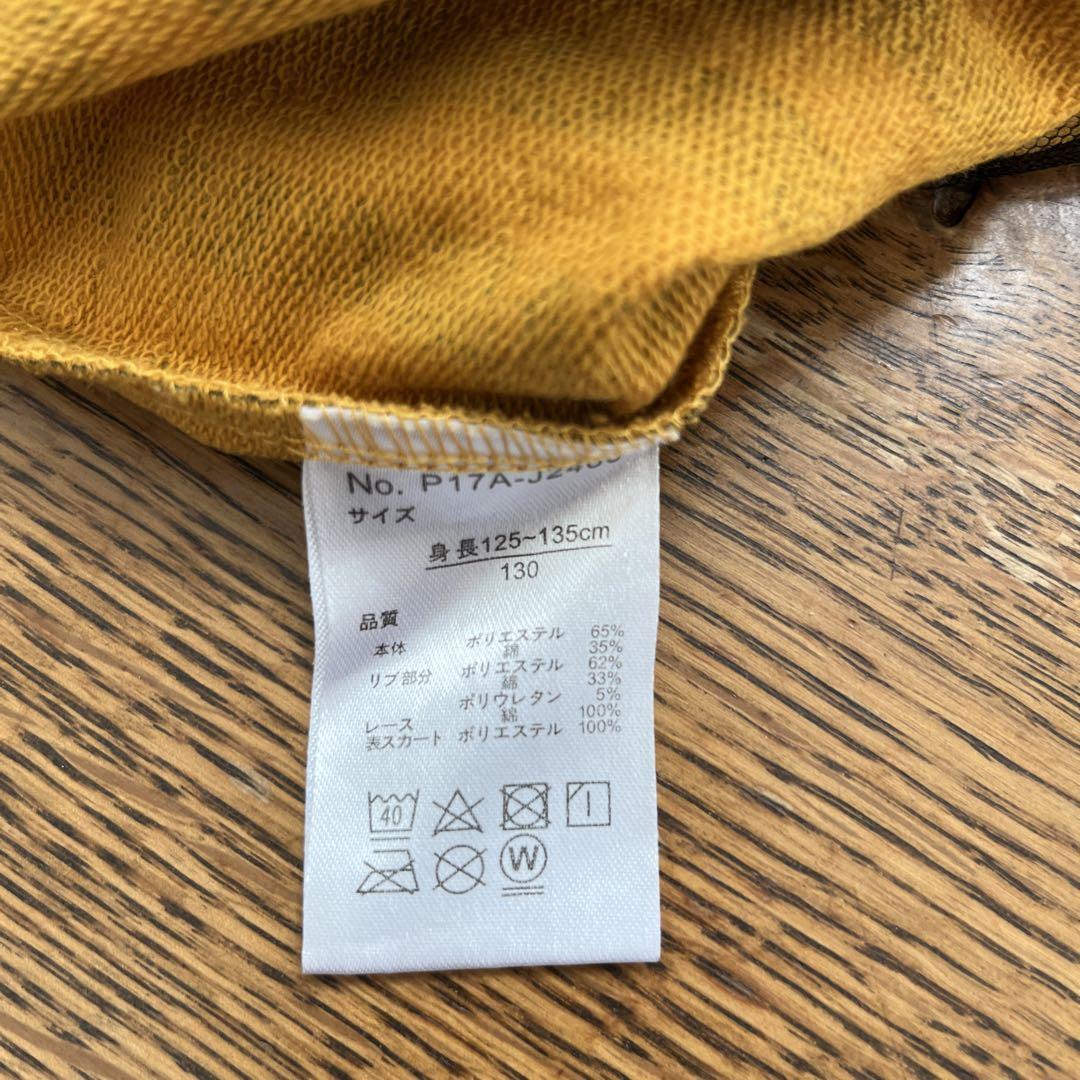 No. P17A-J24
サイズ
身長125~135cm
130
品質
本体 ポリエステル 65%
綿 35%
リブ部分 ポリエステル 62%
綿 33%
ポリウレタン 5%
レース 綿 100%
表スカート ポリエステル 100%
40
W